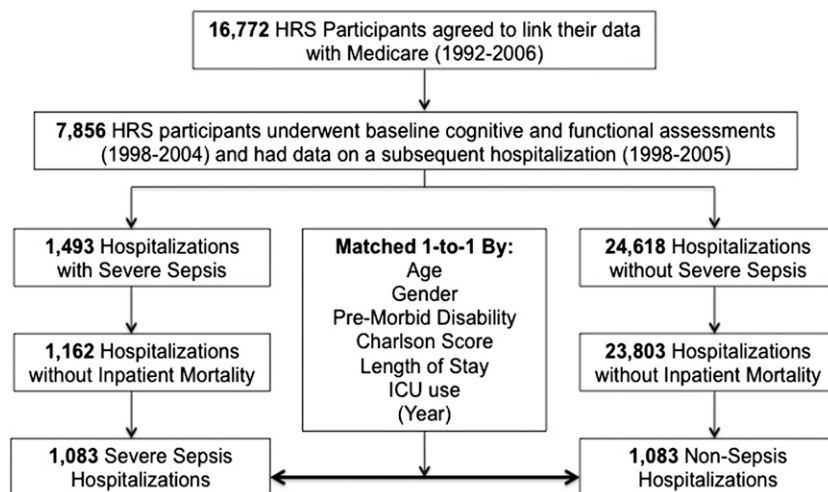 16,772 HRS Participants agreed to link their data
with Medicare (1992-2006)
7,856 HRS participants underwent baseline cognitive and functional assessments
(1998-2004) and had data on a subsequent hospitalization (1998-2005)
1,493 Hospitalizations
with Severe Sepsis
Matched 1-to-1 By:
Age
Gender
Pre-Morbid Disability
Charlson Score
Length of Stay
ICU use
(Year)
24,618 Hospitalizations
without Severe Sepsis
1,162 Hospitalizations
without Inpatient Mortality
23,803 Hospitalizations
without Inpatient Mortality
1,083 Severe Sepsis
Hospitalizations
1,083 Non-Sepsis
Hospitalizations